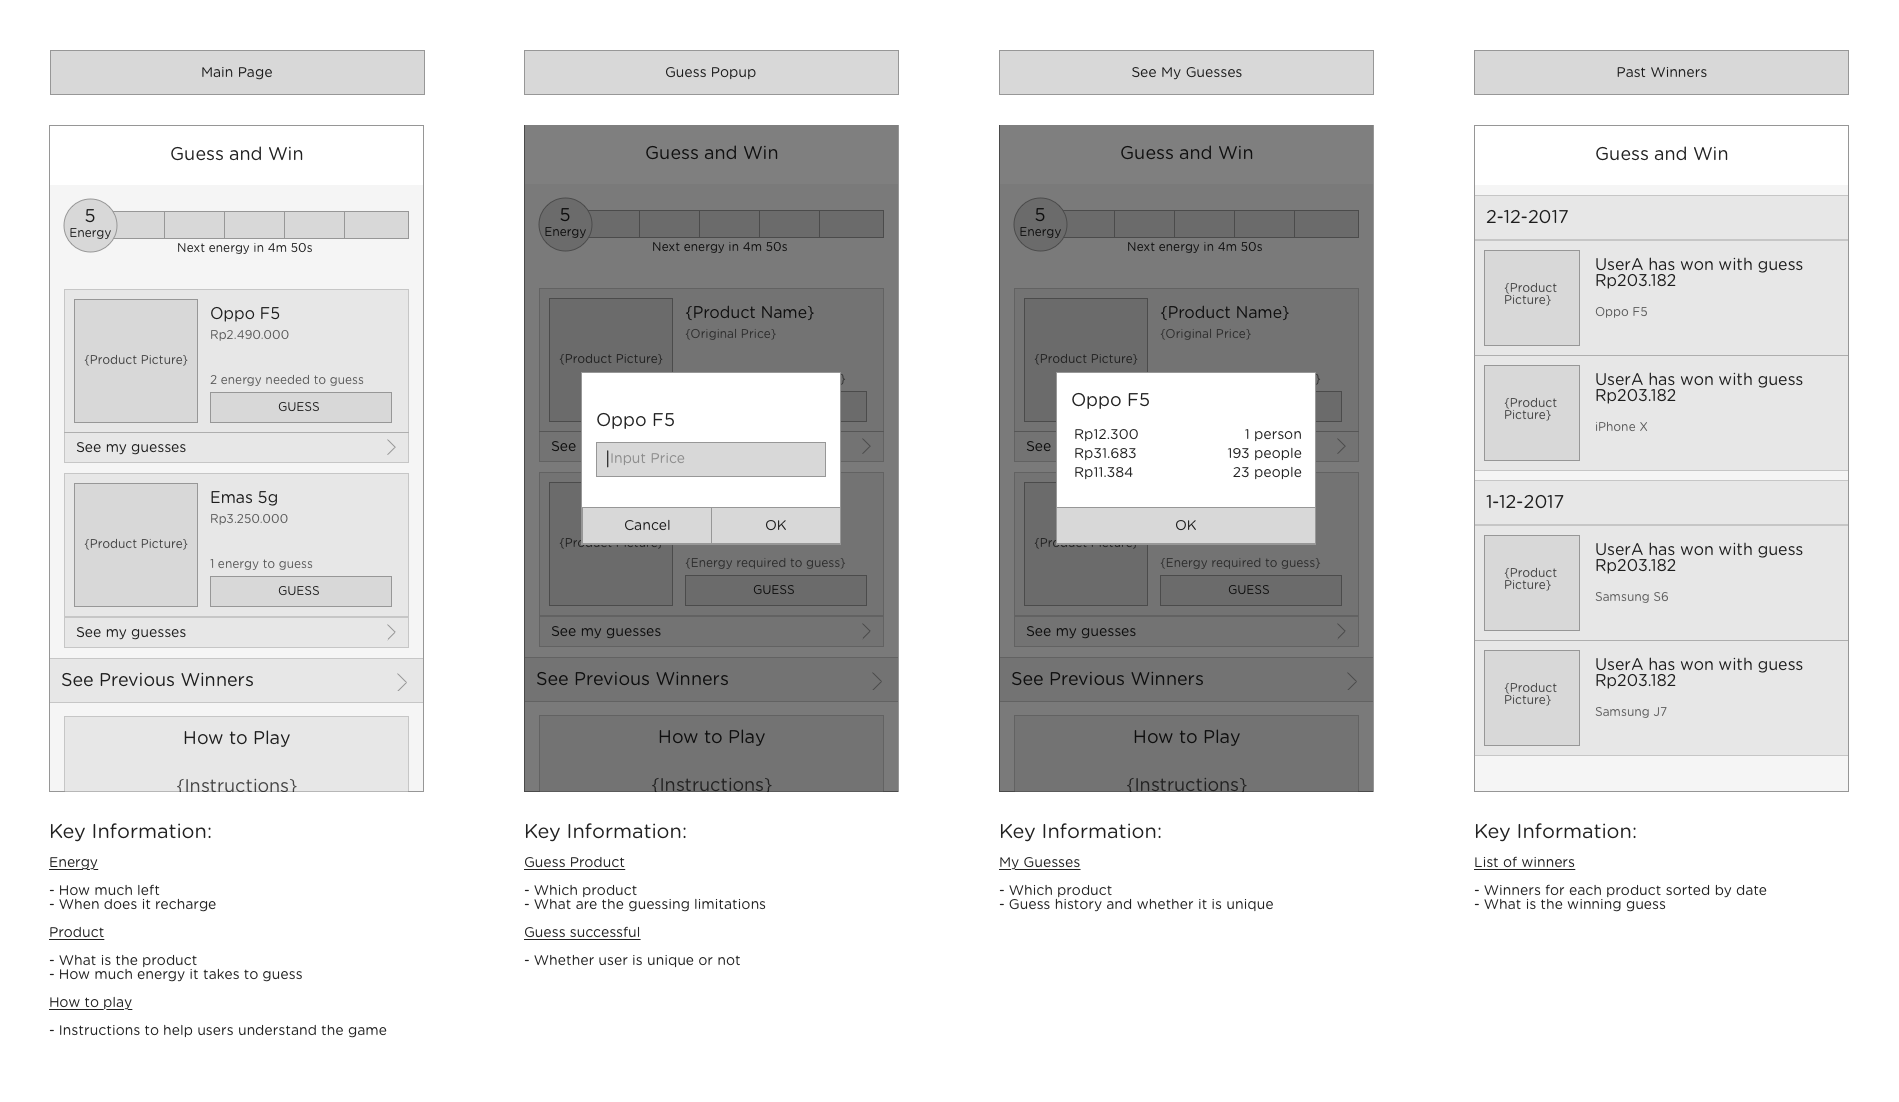 Main Page
Guess and Win
5
Energy
Next energy in 4m 50s
Oppo F5
Rp2.490.000
{Product Picture}
2 energy needed to guess
GUESS
See my guesses
Emas 5g
Rp3.250.000
{Product Picture}
1 energy to guess
GUESS
See my guesses
See Previous Winners
How to Play
{Instructions}
Key Information:
Energy
- How much left
- When does it recharge
Product
- What is the product
- How much energy it takes to guess
How to play
- Instructions to help users understand the game
Guess Popup
Guess and Win
5
Energy
Next energy in 4m 50s
{Product Name}
{Original Price}
{Product Picture}
}
See
Oppo F5
Input Price
Cancel
OK
{Energy required to guess}
GUESS
See my guesses
See Previous Winners
How to Play
{Instructions}
Key Information:
Guess Product
- Which product
- What are the guessing limitations
Guess successful
- Whether user is unique or not
See My Guesses
Guess and Win
5
Energy
Next energy in 4m 50s
{Product Name}
{Original Price}
{Product Picture}
}
See
Oppo F5
Rp12.300 1 person
Rp31.683 193 people
Rp11.384 23 people
OK
{Energy required to guess}
GUESS
See my guesses
See Previous Winners
How to Play
{Instructions}
Key Information:
My Guesses
- Which product
- Guess history and whether it is unique
Past Winners
Guess and Win
2-12-2017
{Product
Picture}
UserA has won with guess
Rp203.182
Oppo F5
{Product
Picture}
UserA has won with guess
Rp203.182
iPhone X
1-12-2017
{Product
Picture}
UserA has won with guess
Rp203.182
Samsung S6
{Product
Picture}
UserA has won with guess
Rp203.182
Samsung J7
Key Information:
List of winners
- Winners for each product sorted by date
- What is the winning guess